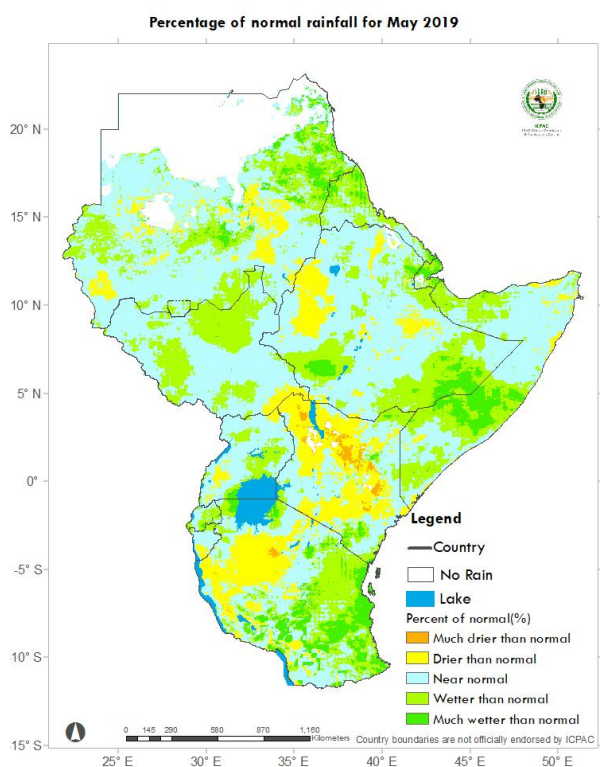 Percentage of normal rainfall for May 2019
25° E 30° E 35° E 40° E 45° E 50° E
20° N
15° N
10° N
5° N
0°
-5° S
10° S
15° S
ICPAC
Legend
Country
No Rain
Lake
Percent of normal(%)
Much drier than normal
Drier than normal
Near normal
Wetter than normal
Much wetter than normal
0 145 290 580 870 1,160
Kilometers
Country boundaries are not officially endorsed by ICPAC